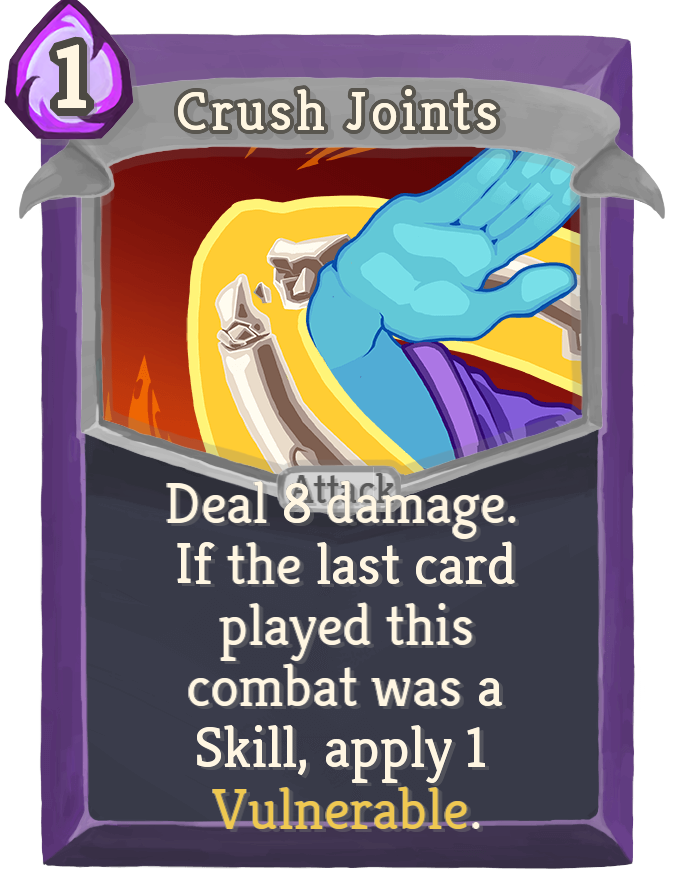 1
Crush Joints
Attack
Deal 8 damage.
If the last card
played this
combat was a
Skill, apply 1
Vulnerable.